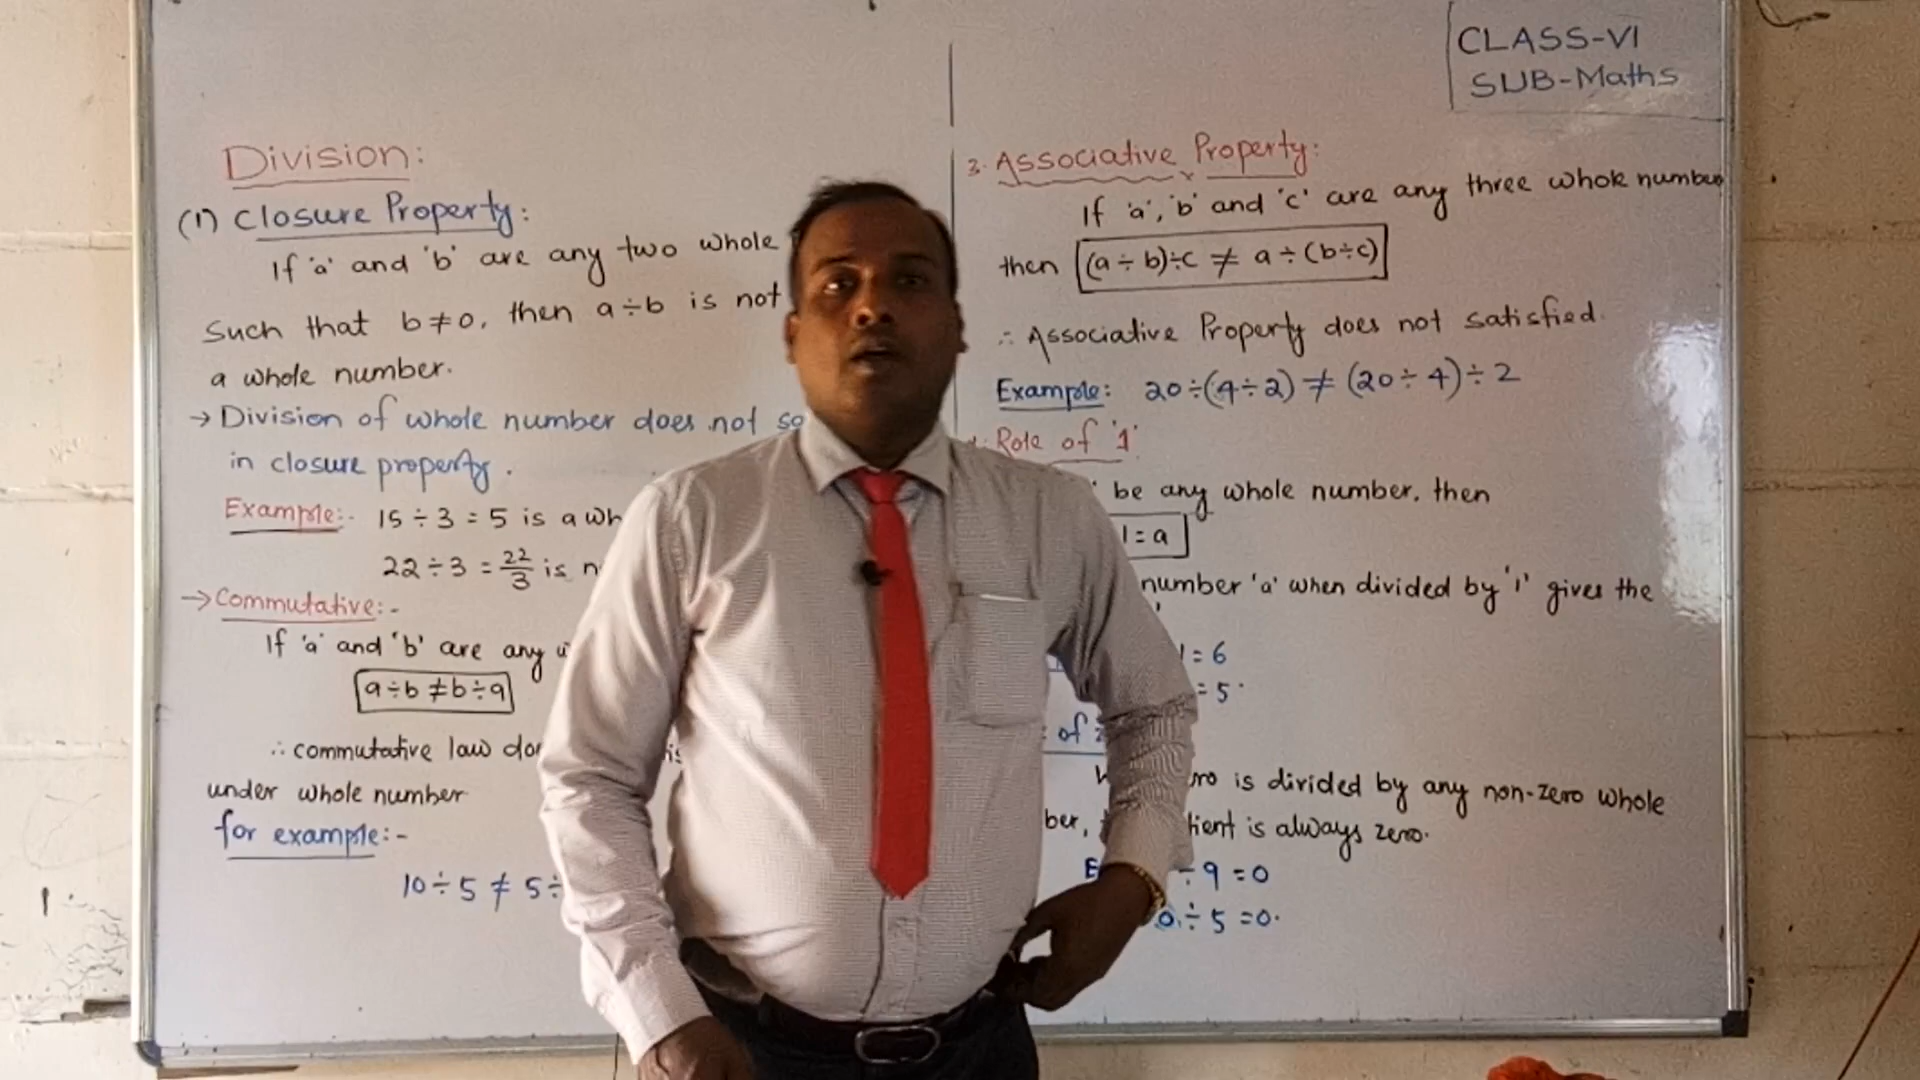 CLASS-VI
SUB-Maths
Division:
(1) Closure Property:
If 'a' and 'b' are any two whole
Such that b≠0, then a÷b is not
a whole number.
→ Division of whole number does not
in closure property.
Example:- 15÷3 = 5 is a
22÷3 = 22/3 is
→ Commutative:-
If 'a' and 'b' are any
a÷b ≠ b÷a
∴ commutative law
under whole number
for example:-
10÷5 ≠ 5÷
3. Associative Property:
If 'a', 'b' and 'c' are any three whole number
then (a÷b)÷c ≠ a÷(b÷c)
∴ Associative Property does not satisfied.
Example: 20÷(4÷2) ≠ (20÷4)÷2
Role of '1'
be any whole number, then
1 = a
number 'a' when divided by '1' gives the
1 = 6
= 5
of
is divided by any non-zero whole
is always zero.
÷ 9 = 0
0 ÷ 5 = 0.